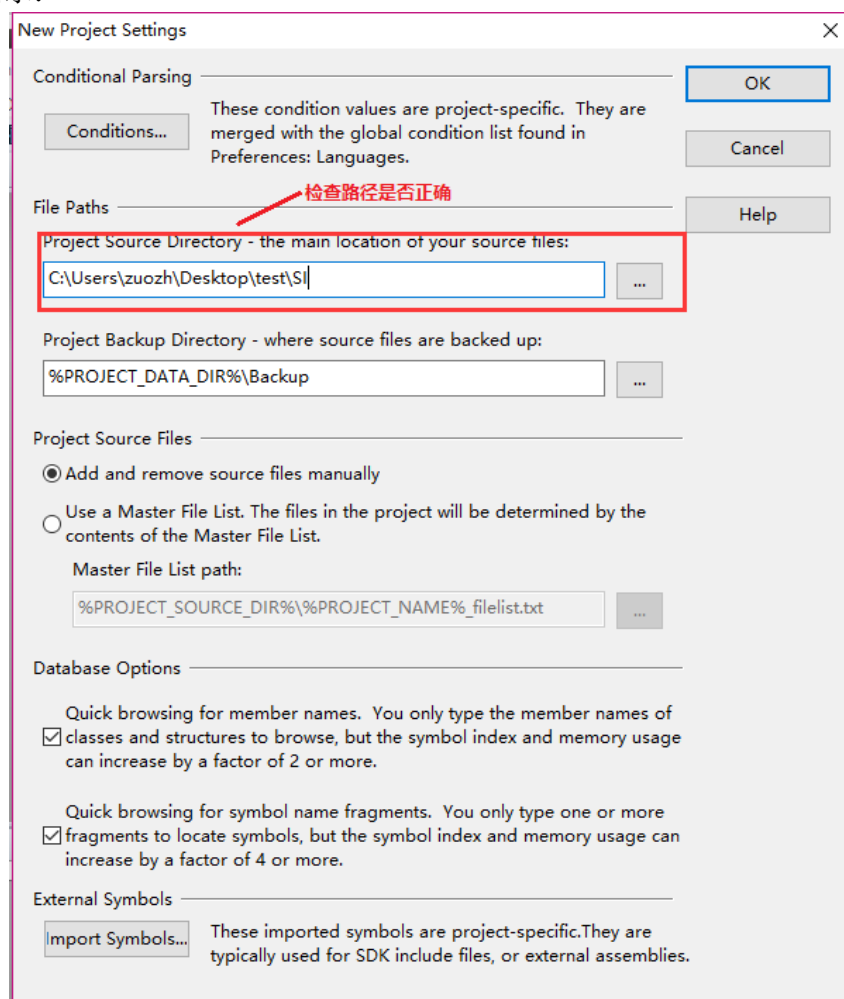 New Project Settings
Conditional Parsing
OK
Conditions...
These condition values are project-specific.  They are
merged with the global condition list found in
Preferences: Languages.
Cancel
检查路径是否正确
File Paths
Help
Project Source Directory - the main location of your source files:
C:\Users\zuozh\Desktop\test\SI
...
Project Backup Directory - where source files are backed up:
%PROJECT_DATA_DIR%\Backup
...
Project Source Files
Add and remove source files manually
Use a Master File List. The files in the project will be determined by the
contents of the Master File List.
Master File List path:
%PROJECT_SOURCE_DIR%\%PROJECT_NAME%_filelist.txt
...
Database Options
Quick browsing for member names.  You only type the member names of
classes and structures to browse, but the symbol index and memory usage
can increase by a factor of 2 or more.
Quick browsing for symbol name fragments.  You only type one or more
fragments to locate symbols, but the symbol index and memory usage can
increase by a factor of 4 or more.
External Symbols
Import Symbols...
These imported symbols are project-specific.They are
typically used for SDK include files, or external assemblies.